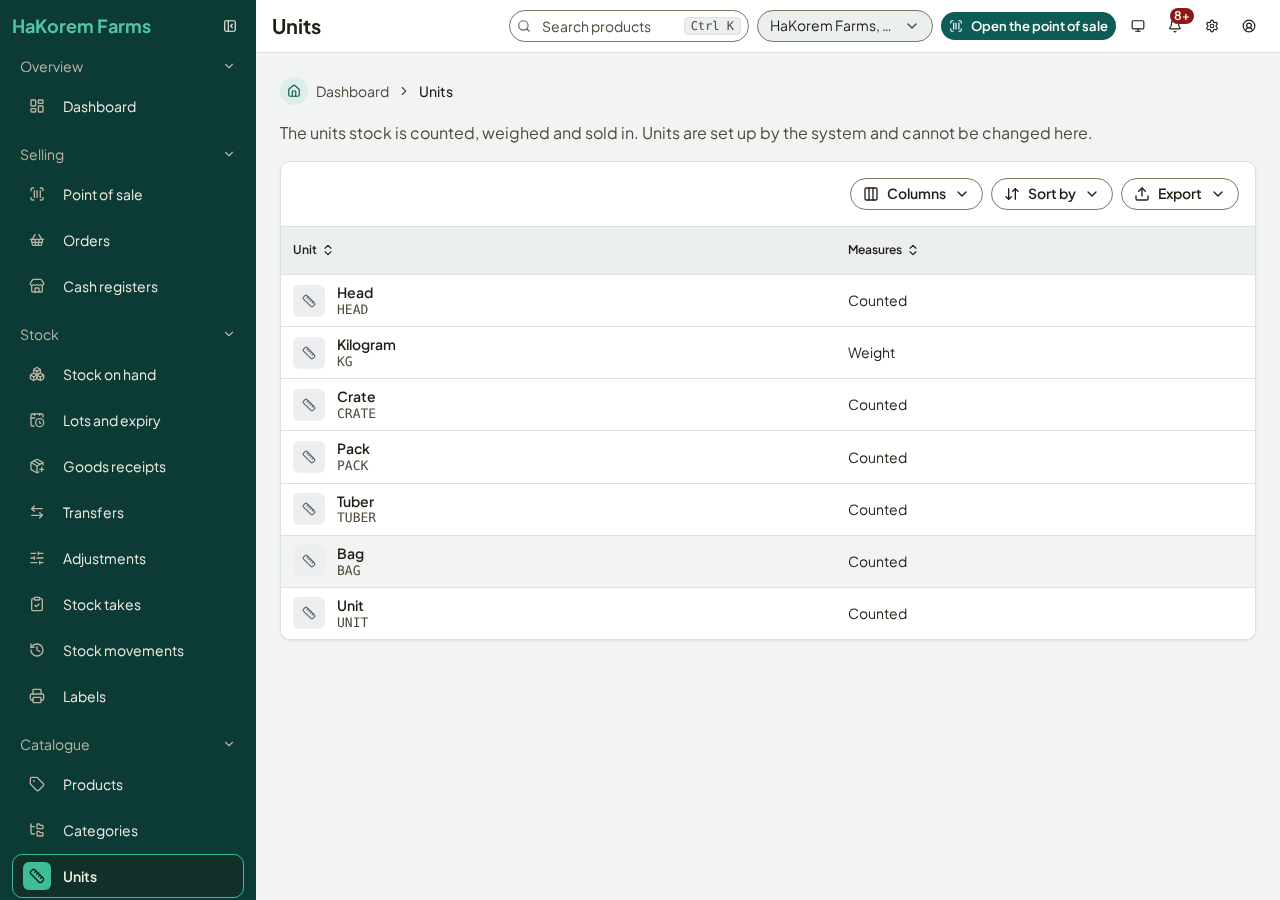 HaKorem Farms
Overview
Dashboard
Selling
Point of sale
Orders
Cash registers
Stock
Stock on hand
Lots and expiry
Goods receipts
Transfers
Adjustments
Stock takes
Stock movements
Labels
Catalogue
Products
Categories
Units
Units
Search products
Ctrl K
HaKorem Farms, ...
Open the point of sale
8+
Dashboard
Units
The units stock is counted, weighed and sold in. Units are set up by the system and cannot be changed here.
Columns
Sort by
Export
Unit
Measures
Head
HEAD
Counted
Kilogram
KG
Weight
Crate
CRATE
Counted
Pack
PACK
Counted
Tuber
TUBER
Counted
Bag
BAG
Counted
Unit
UNIT
Counted